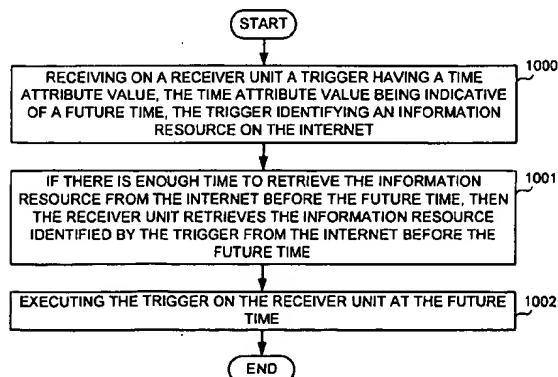 START
1000
RECEIVING ON A RECEIVER UNIT A TRIGGER HAVING A TIME
ATTRIBUTE VALUE, THE TIME ATTRIBUTE VALUE BEING INDICATIVE
OF A FUTURE TIME, THE TRIGGER IDENTIFYING AN INFORMATION
RESOURCE ON THE INTERNET
1001
IF THERE IS ENOUGH TIME TO RETRIEVE THE INFORMATION
RESOURCE FROM THE INTERNET BEFORE THE FUTURE TIME, THEN
THE RECEIVER UNIT RETRIEVES THE INFORMATION RESOURCE
IDENTIFIED BY THE TRIGGER FROM THE INTERNET BEFORE THE
FUTURE TIME
1002
EXECUTING THE TRIGGER ON THE RECEIVER UNIT AT THE FUTURE
TIME
END